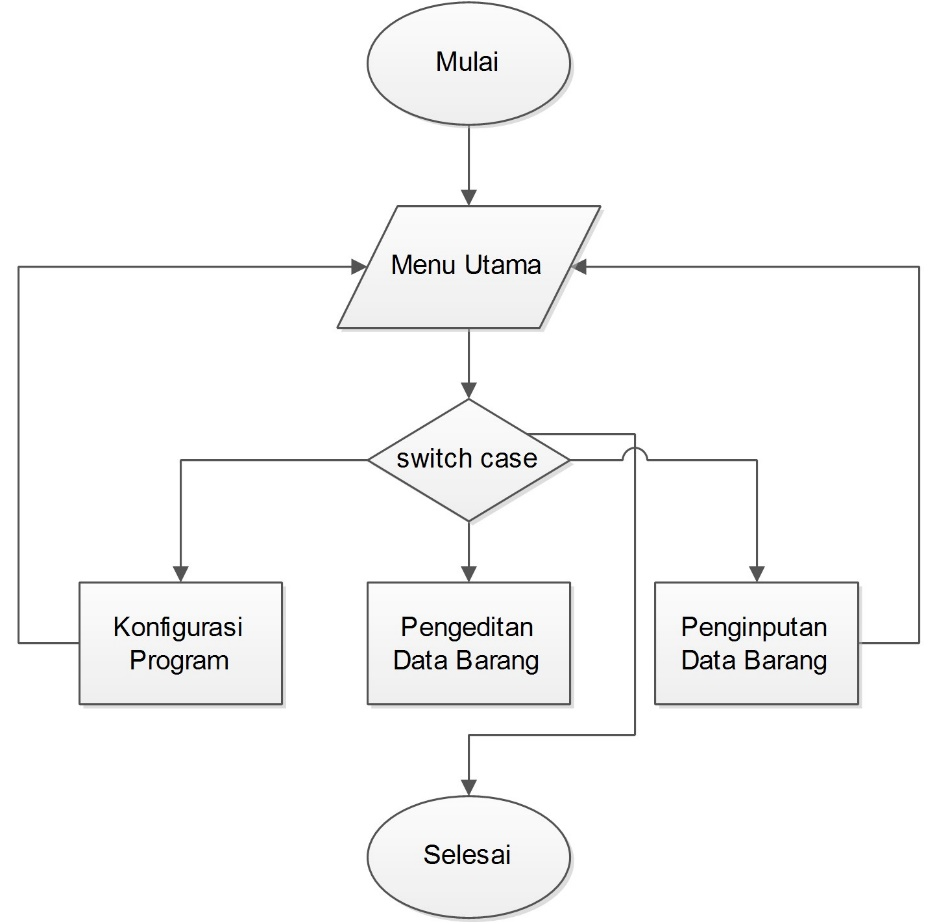 Mulai
Menu Utama
switch case
Konfigurasi
Program
Pengeditan
Data Barang
Penginputan
Data Barang
Selesai